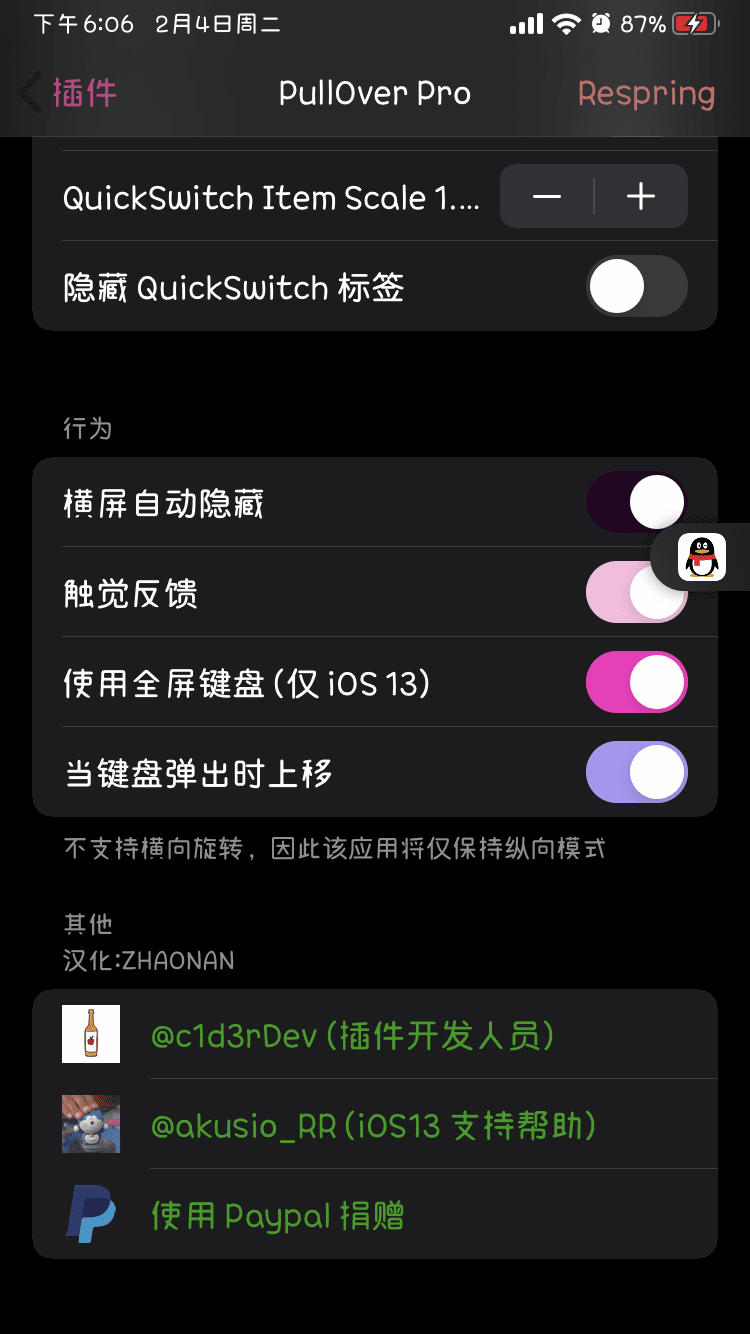 下午6:06 2月4日周二 87%
插件 PullOver Pro Respring
QuickSwitch Item Scale 1....
隐藏 QuickSwitch 标签
行为
横屏自动隐藏
触觉反馈
使用全屏键盘(仅 iOS 13)
当键盘弹出时上移
不支持横向旋转，因此该应用将仅保持纵向模式
其他
汉化:ZHAONAN
@c1d3rDev (插件开发人员)
@akusio_RR (iOS13 支持帮助)
使用 Paypal 捐赠